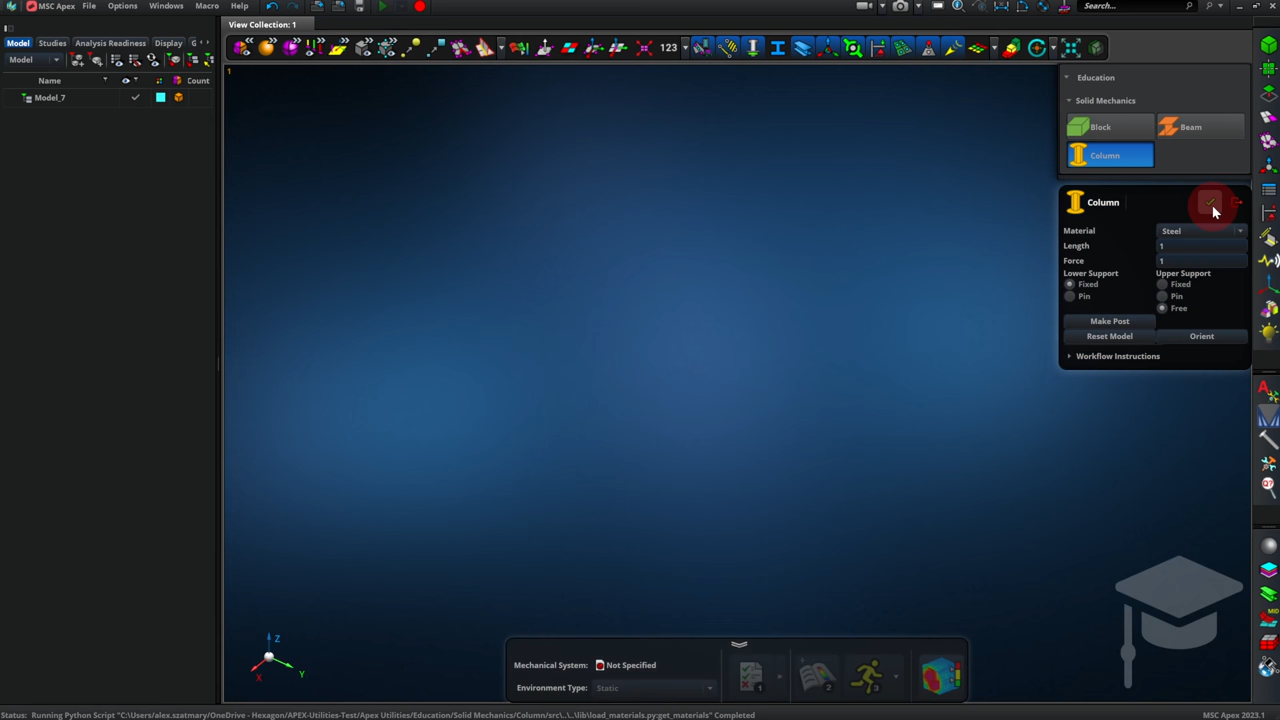 MSC Apex File Options Windows Macro Help Search...
View Collection: 1
Model Studies Analysis Readiness Display
Model
123
Name Count
Model_7
1
Education
Solid Mechanics
Block Beam
Column
Column
Material Steel
Length 1
Force 1
Lower Support Upper Support
Fixed Fixed
Pin Pin
Free
Make Post
Reset Model Orient
Workflow Instructions
Z
X Y
Mechanical System: Not Specified
Environment Type: Static
1 2 3
Status: Running Python Script "C:\Users\alex.szatmary\OneDrive - Hexagon/APEX-Utilities-Test/Apex Utilities/Education/Solid Mechanics/Column/src\..\..\lib\load_materials.py:get_materials" Completed MSC Apex 2023.1